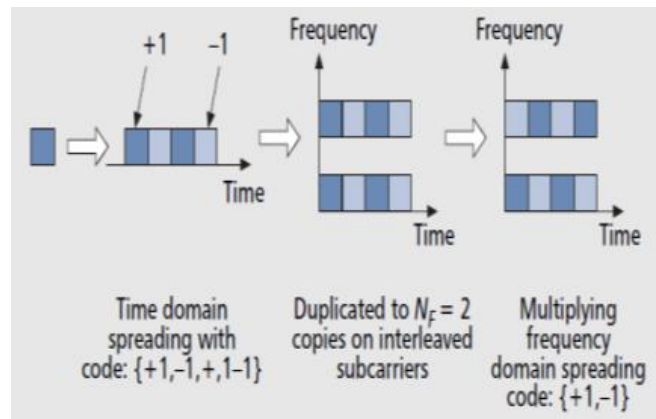 +1
–1
Time
Frequency
Time
Frequency
Time
Time domain
spreading with
code: {+1,–1,+,1–1}
Duplicated to NF = 2
copies on interleaved
subcarriers
Multiplying
frequency
domain spreading
code: {+1,–1}